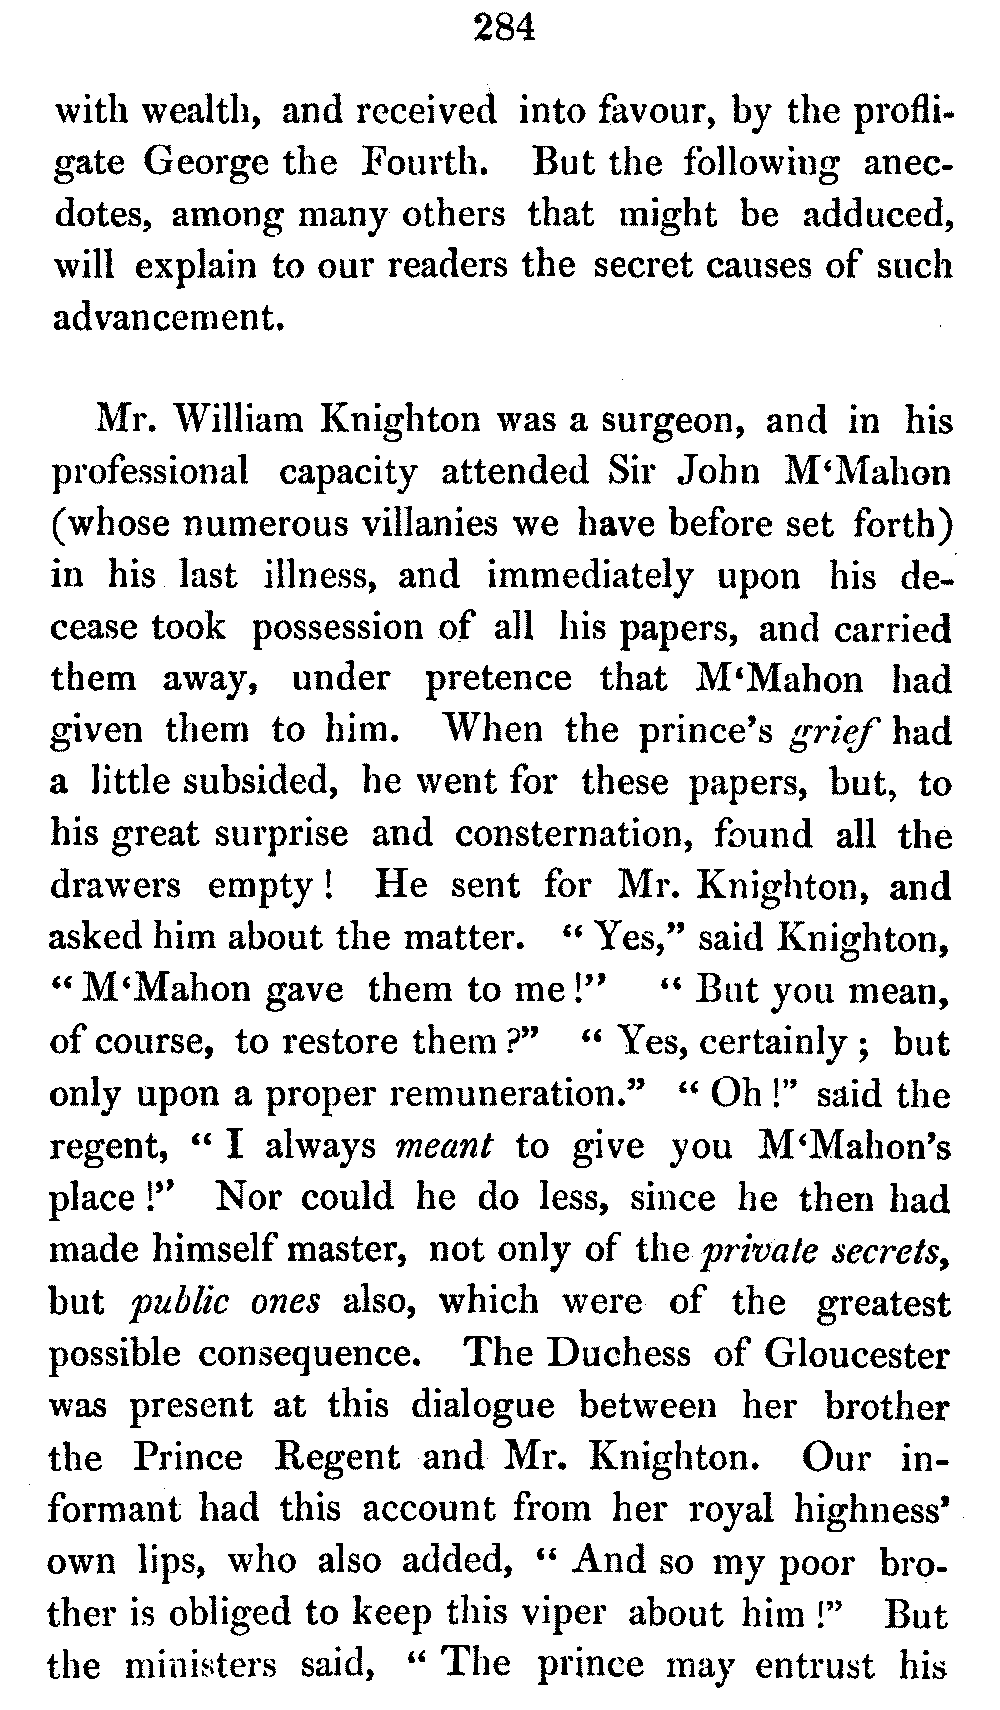 284
with wealth, and received into favour, by the profli-
gate George the Fourth. But the following anec-
dotes, among many others that might be adduced,
will explain to our readers the secret causes of such
advancement.
Mr. William Knighton was a surgeon, and in his
professional capacity attended Sir John M‘Mahon
(whose numerous villanies we have before set forth)
in his last illness, and immediately upon his de-
cease took possession of all his papers, and carried
them away, under pretence that M‘Mahon had
given them to him. When the prince’s grief had
a little subsided, he went for these papers, but, to
his great surprise and consternation, found all the
drawers empty! He sent for Mr. Knighton, and
asked him about the matter. “ Yes,” said Knighton,
“ M‘Mahon gave them to me!” “ But you mean,
of course, to restore them?” “ Yes, certainly; but
only upon a proper remuneration.” “ Oh!” said the
regent, “ I always meant to give you M‘Mahon’s
place!” Nor could he do less, since he then had
made himself master, not only of the private secrets,
but public ones also, which were of the greatest
possible consequence. The Duchess of Gloucester
was present at this dialogue between her brother
the Prince Regent and Mr. Knighton. Our in-
formant had this account from her royal highness’
own lips, who also added, “ And so my poor bro-
ther is obliged to keep this viper about him!” But
the ministers said, “ The prince may entrust his